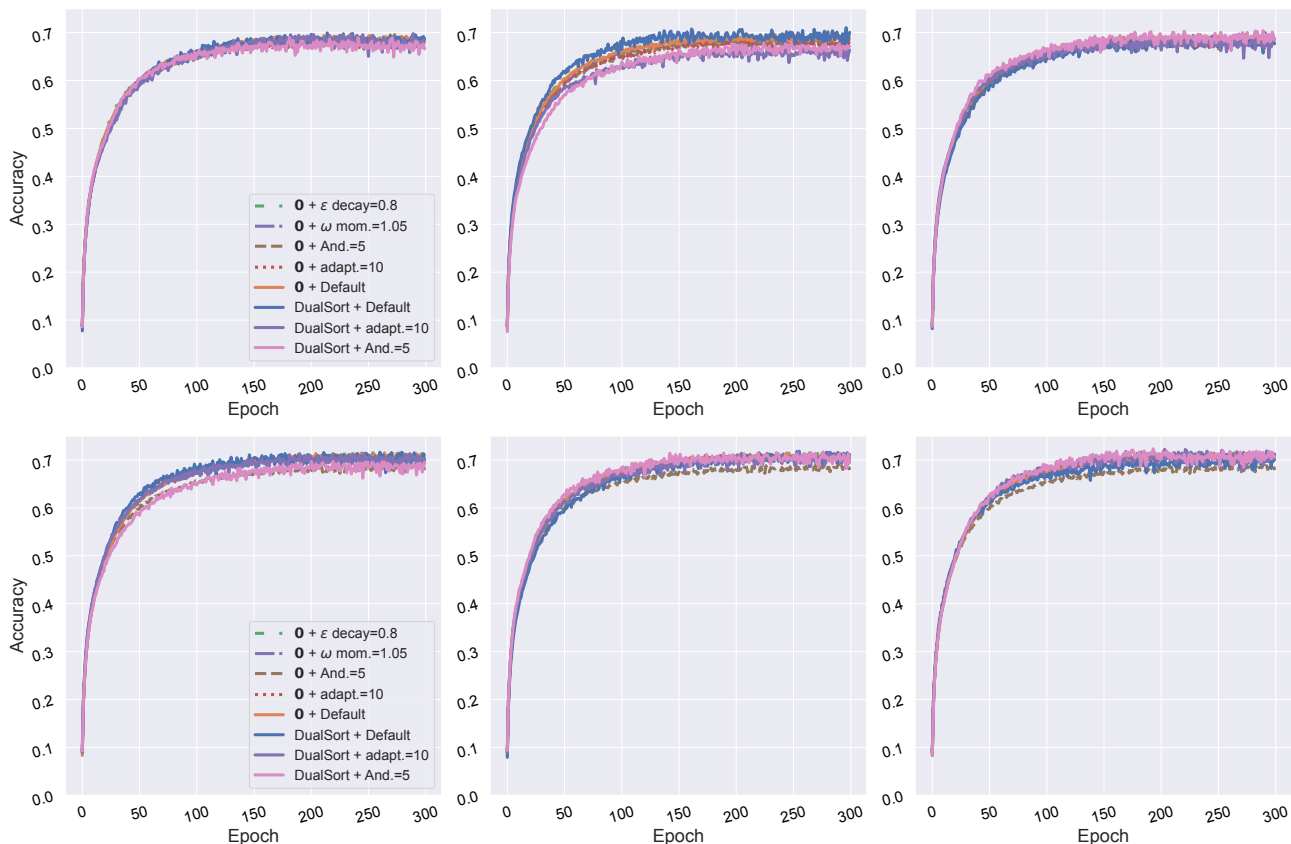 0.7
0.6
0.5
0.4
0.3
0.2
0.1
0.0
Accuracy
0 + ε decay=0.8
0 + ω mom.=1.05
0 + And.=5
0 + adapt.=10
0 + Default
DualSort + Default
DualSort + adapt.=10
DualSort + And.=5
0 50 100 150 200 250 300
Epoch
0.7
0.6
0.5
0.4
0.3
0.2
0.1
0.0
0 50 100 150 200 250 300
Epoch
0.7
0.6
0.5
0.4
0.3
0.2
0.1
0.0
0 50 100 150 200 250 300
Epoch
0.7
0.6
0.5
0.4
0.3
0.2
0.1
0.0
Accuracy
0 + ε decay=0.8
0 + ω mom.=1.05
0 + And.=5
0 + adapt.=10
0 + Default
DualSort + Default
DualSort + adapt.=10
DualSort + And.=5
0 50 100 150 200 250 300
Epoch
0.7
0.6
0.5
0.4
0.3
0.2
0.1
0.0
0 50 100 150 200 250 300
Epoch
0.7
0.6
0.5
0.4
0.3
0.2
0.1
0.0
0 50 100 150 200 250 300
Epoch